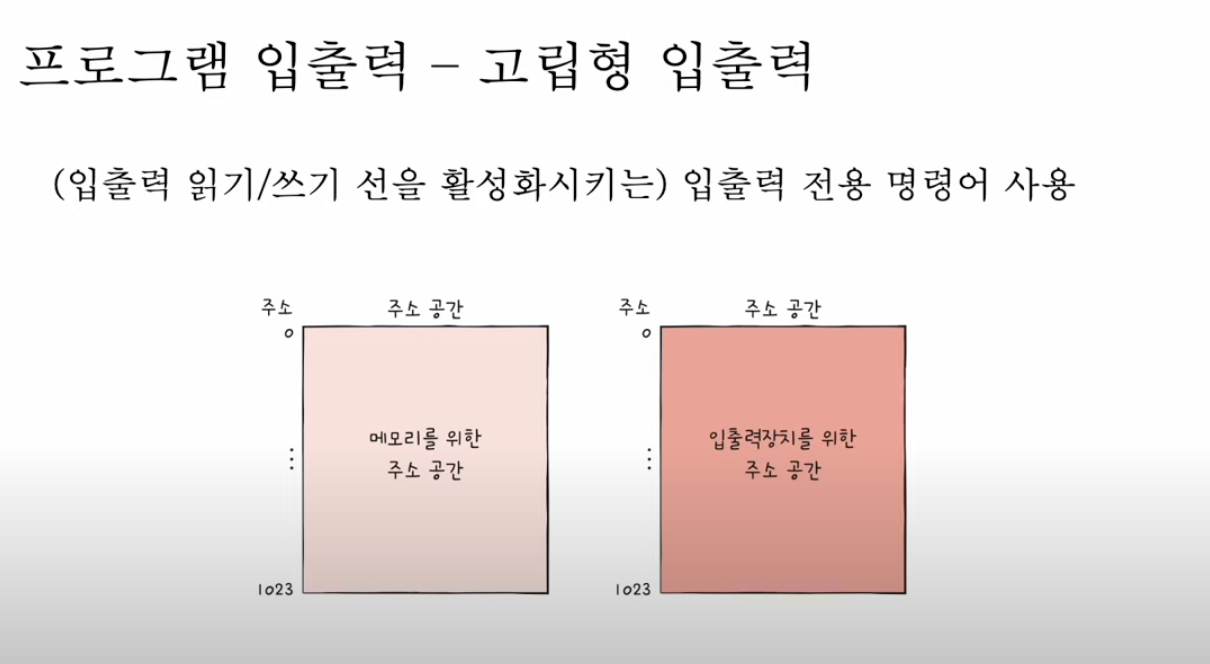 프로그램 입출력 – 고립형 입출력
(입출력 읽기/쓰기 선을 활성화시키는) 입출력 전용 명령어 사용
주소 주소 공간
0
메모리를 위한
주소 공간
⋮
1023
주소 주소 공간
0
입출력장치를 위한
주소 공간
⋮
1023